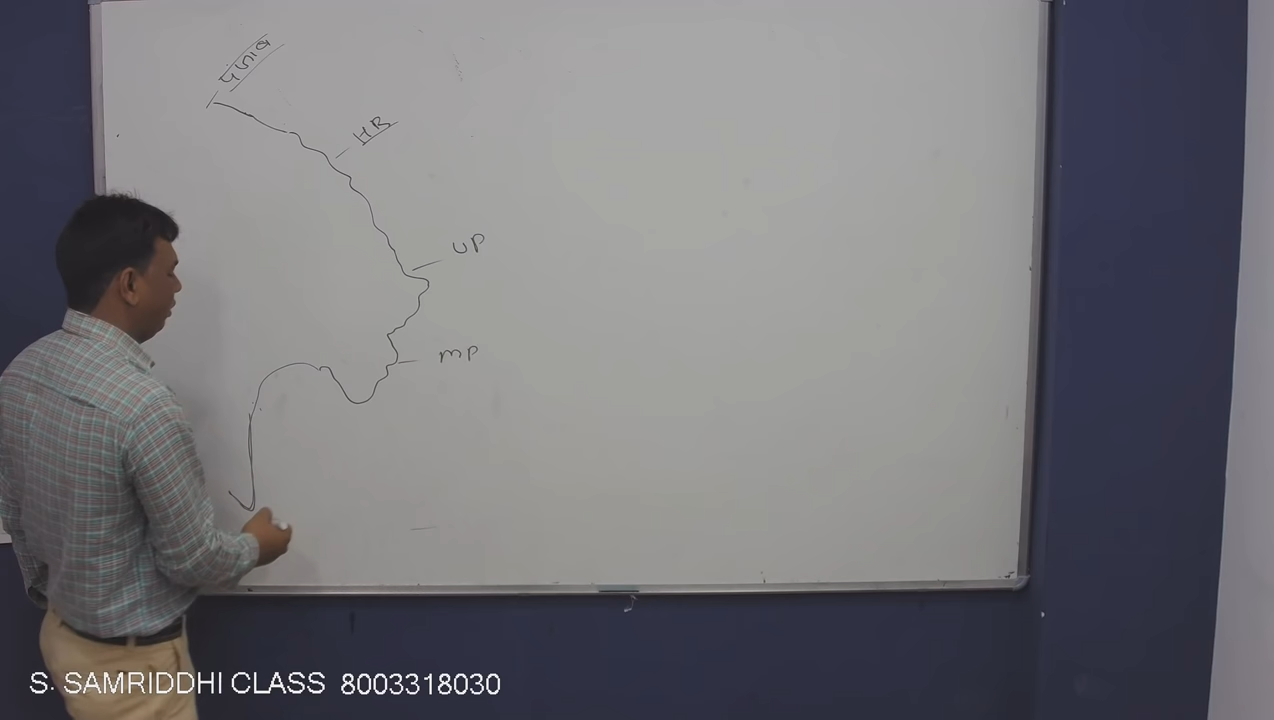 पंजाब
HR
UP
MP
S. SAMRIDDHI CLASS 8003318030